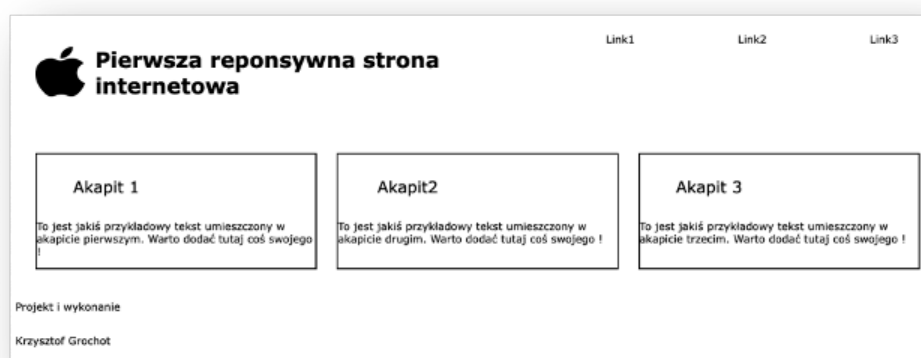 Link1 Link2 Link3
Pierwsza reponsywna strona
internetowa
Akapit 1
To jest jakiś przykładowy tekst umieszczony w
akapicie pierwszym. Warto dodać tutaj coś swojego
!
Akapit2
To jest jakiś przykładowy tekst umieszczony w
akapicie drugim. Warto dodać tutaj coś swojego !
Akapit 3
To jest jakiś przykładowy tekst umieszczony w
akapicie trzecim. Warto dodać tutaj coś swojego !
Projekt i wykonanie
Krzysztof Grochot